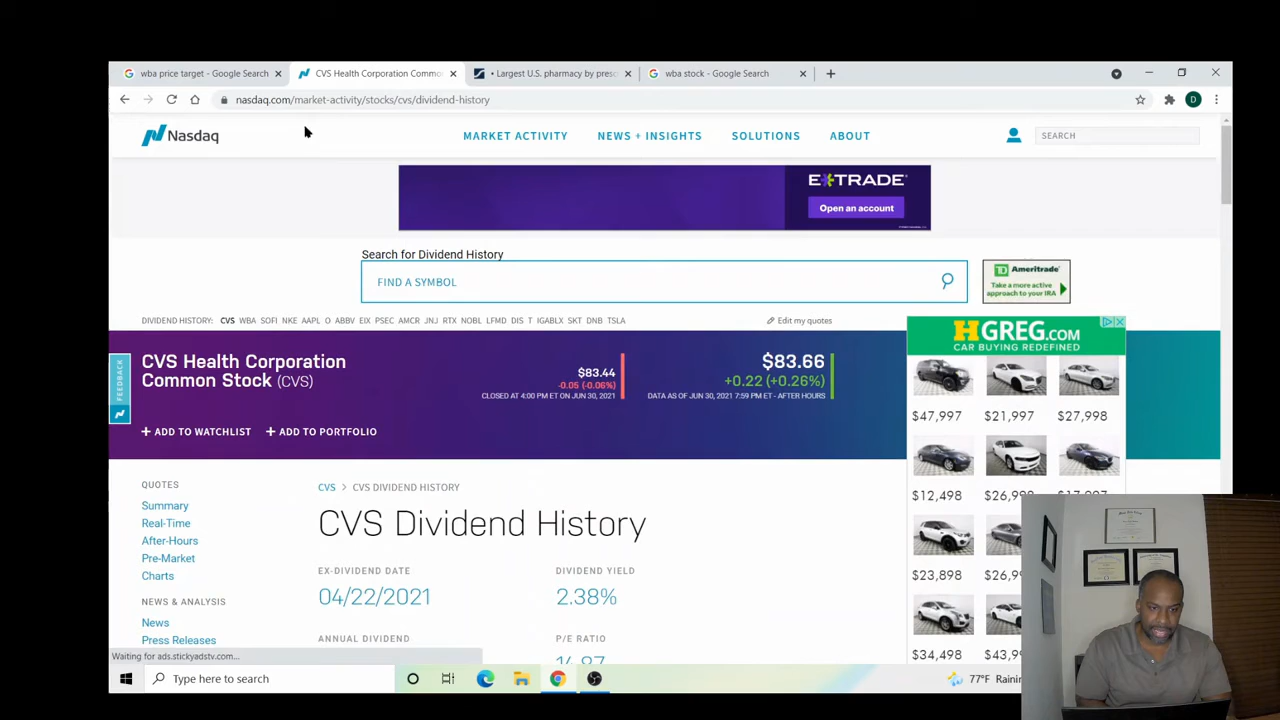 wba price target - Google Search
CVS Health Corporation Commo
Largest U.S. pharmacy by presc
wba stock - Google Search
nasdaq.com/market-activity/stocks/cvs/dividend-history
D
Nasdaq
MARKET ACTIVITY
NEWS + INSIGHTS
SOLUTIONS
ABOUT
SEARCH
E*TRADE
Open an account
Search for Dividend History
FIND A SYMBOL
TD Ameritrade
Take a more active
approach to your IRA
DIVIDEND HISTORY: CVS WBA SOFI NKE AAPL O ABBV EIX PSEC AMCR JNJ RTX NOBL LFMD DIS T IGABLX SKT DNB TSLA
Edit my quotes
HGREG.COM
CAR BUYING REDEFINED
FEEDBACK
CVS Health Corporation
Common Stock (CVS)
$83.44
-0.05 (-0.06%)
CLOSED AT 4:00 PM ET ON JUN 30, 2021
$83.66
+0.22 (+0.26%)
DATA AS OF JUN 30, 2021 7:59 PM ET - AFTER HOURS
+ ADD TO WATCHLIST
+ ADD TO PORTFOLIO
$47,997
$21,997
$27,998
$12,498
$23,898
$34,498
QUOTES
Summary
Real-Time
After-Hours
Pre-Market
Charts
NEWS & ANALYSIS
News
Press Releases
CVS > CVS DIVIDEND HISTORY
CVS Dividend History
EX-DIVIDEND DATE
04/22/2021
DIVIDEND YIELD
2.38%
ANNUAL DIVIDEND
P/E RATIO
Waiting for ads.stickyadstv.com...
Type here to search
77°F